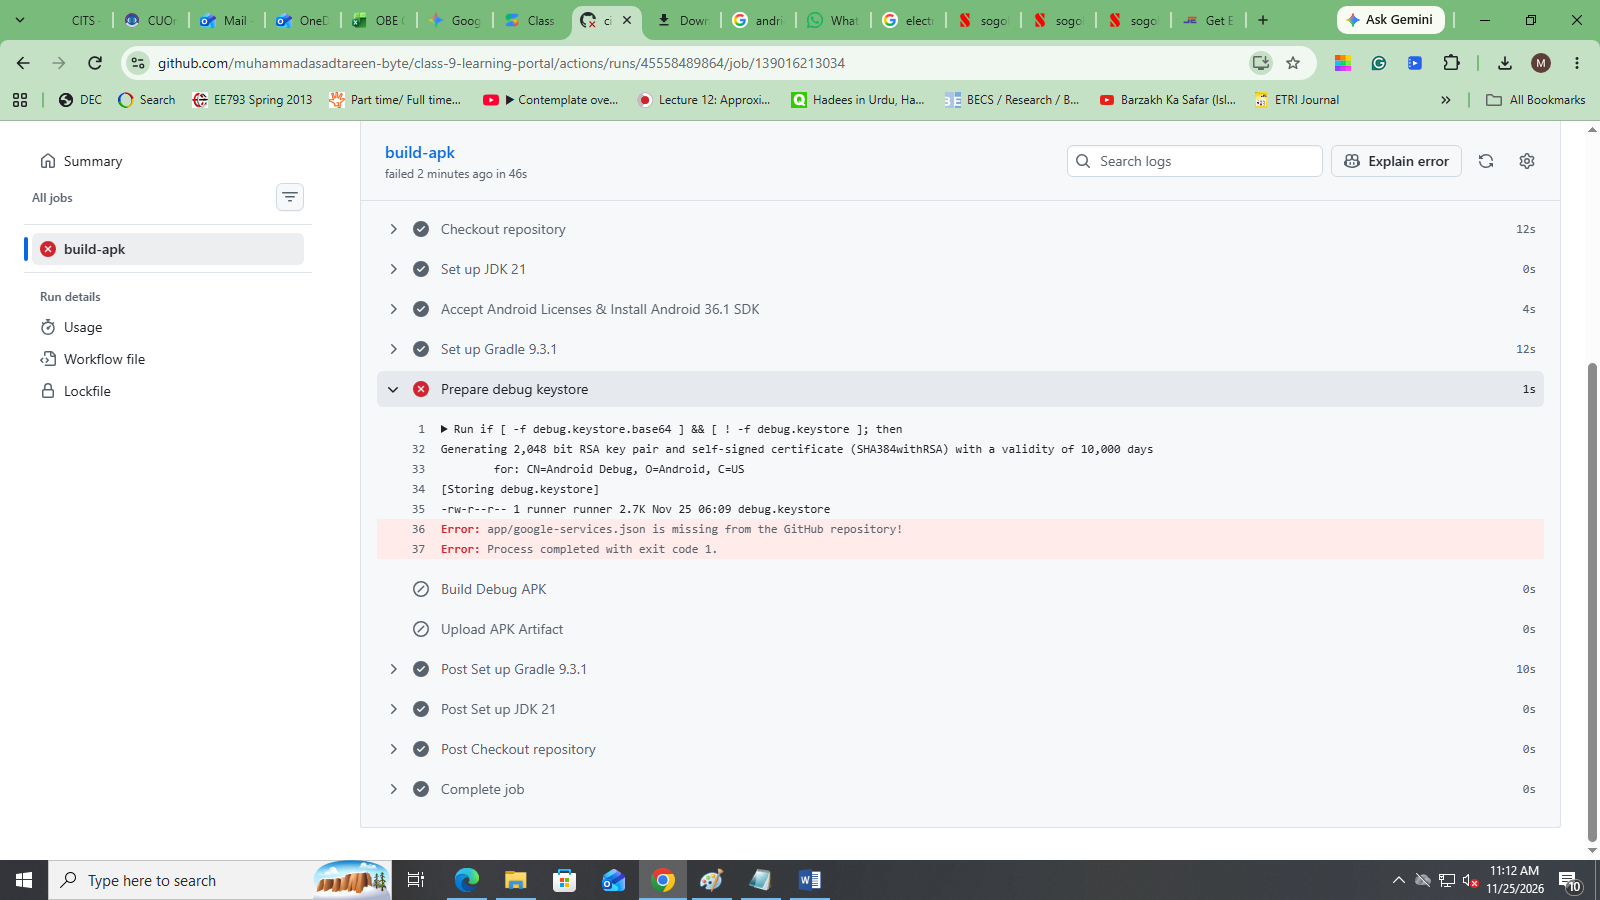 CITS
CUOn
Mail
OneD
OBE (
Goog
Class
ci
Down
andri
What
electr
sogo
sogo
sogo
Get E
Ask Gemini
github.com/muhammadasadtareen-byte/class-9-learning-portal/actions/runs/45558489864/job/139016213034
M
DEC
Search
EE793 Spring 2013
Part time/ Full time...
▶ Contemplate ove...
Lecture 12: Approxi...
Hadees in Urdu, Ha...
BECS / Research / B...
Barzakh Ka Safar (Isl...
ETRI Journal
»
All Bookmarks
Summary
All jobs
build-apk
Run details
Usage
Workflow file
Lockfile
build-apk
failed 2 minutes ago in 46s
Search logs
Explain error
Checkout repository 12s
Set up JDK 21 0s
Accept Android Licenses & Install Android 36.1 SDK 4s
Set up Gradle 9.3.1 12s
Prepare debug keystore 1s
1 ▶ Run if [ -f debug.keystore.base64 ] && [ ! -f debug.keystore ]; then
32 Generating 2,048 bit RSA key pair and self-signed certificate (SHA384withRSA) with a validity of 10,000 days
33 for: CN=Android Debug, O=Android, C=US
34 [Storing debug.keystore]
35 -rw-r--r-- 1 runner runner 2.7K Nov 25 06:09 debug.keystore
36 Error: app/google-services.json is missing from the GitHub repository!
37 Error: Process completed with exit code 1.
Build Debug APK 0s
Upload APK Artifact 0s
Post Set up Gradle 9.3.1 10s
Post Set up JDK 21 0s
Post Checkout repository 0s
Complete job 0s
Type here to search
11:12 AM
11/25/2026
10